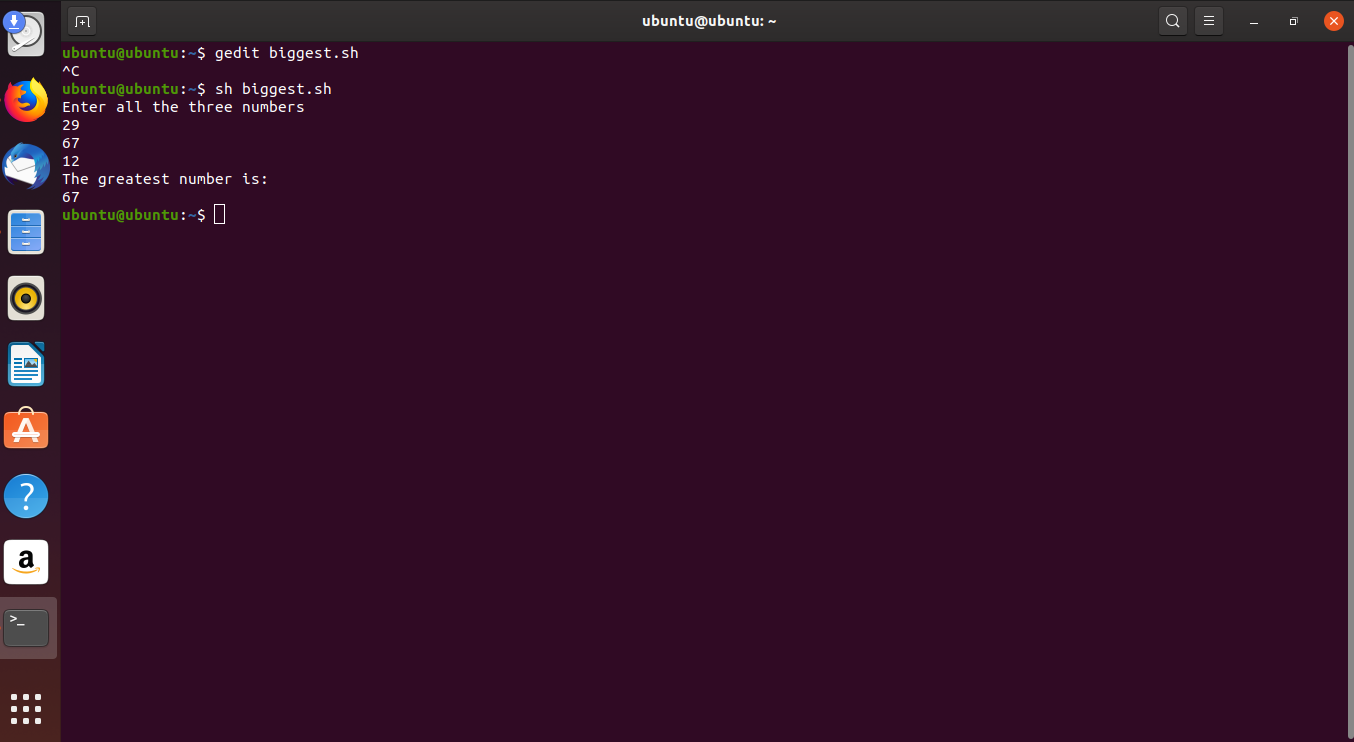 ubuntu@ubuntu: ~
ubuntu@ubuntu:~$ gedit biggest.sh
^C
ubuntu@ubuntu:~$ sh biggest.sh
Enter all the three numbers
29
67
12
The greatest number is:
67
ubuntu@ubuntu:~$
?
a
>_